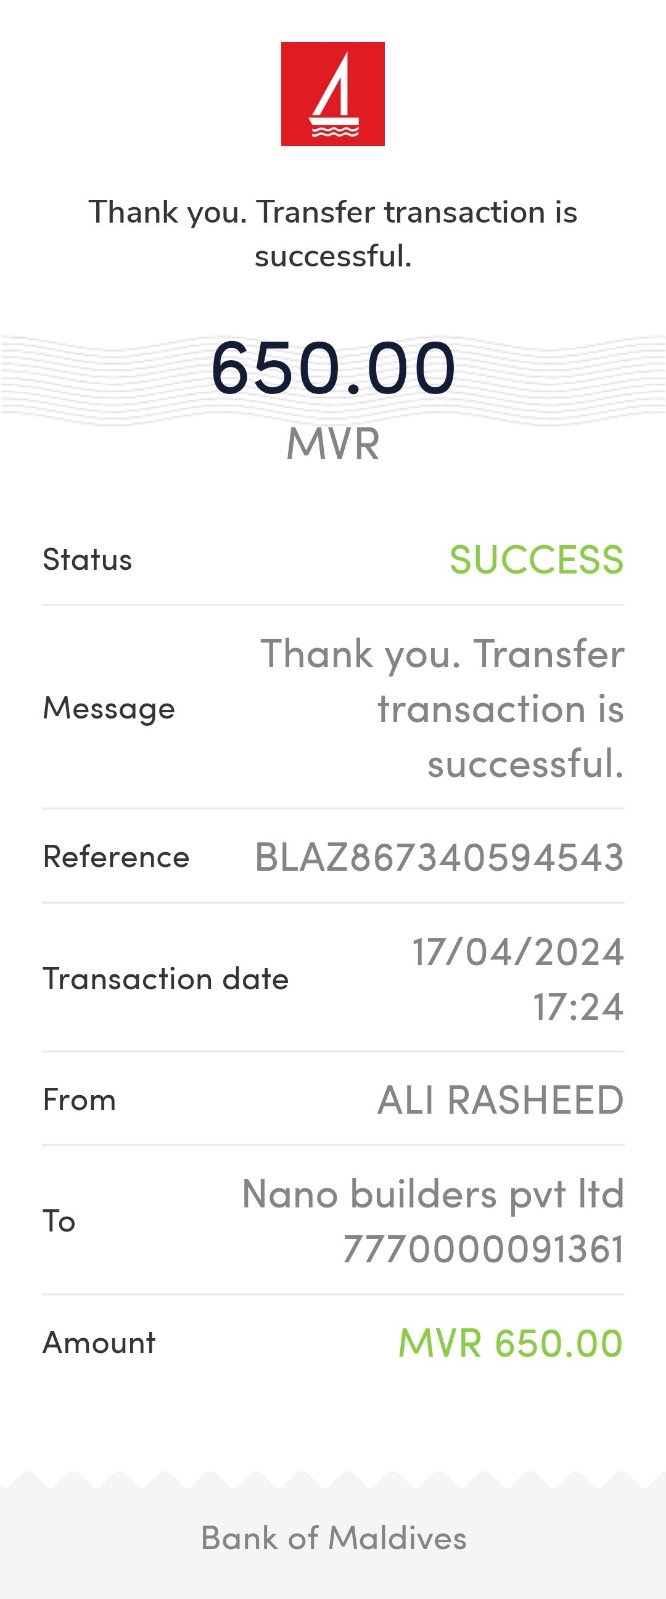 Thank you. Transfer transaction is
successful.
650.00
MVR
Status
SUCCESS
Message
Thank you. Transfer
transaction is
successful.
Reference
BLAZ867340594543
Transaction date
17/04/2024
17:24
From
ALI RASHEED
To
Nano builders pvt ltd
7770000091361
Amount
MVR 650.00
Bank of Maldives